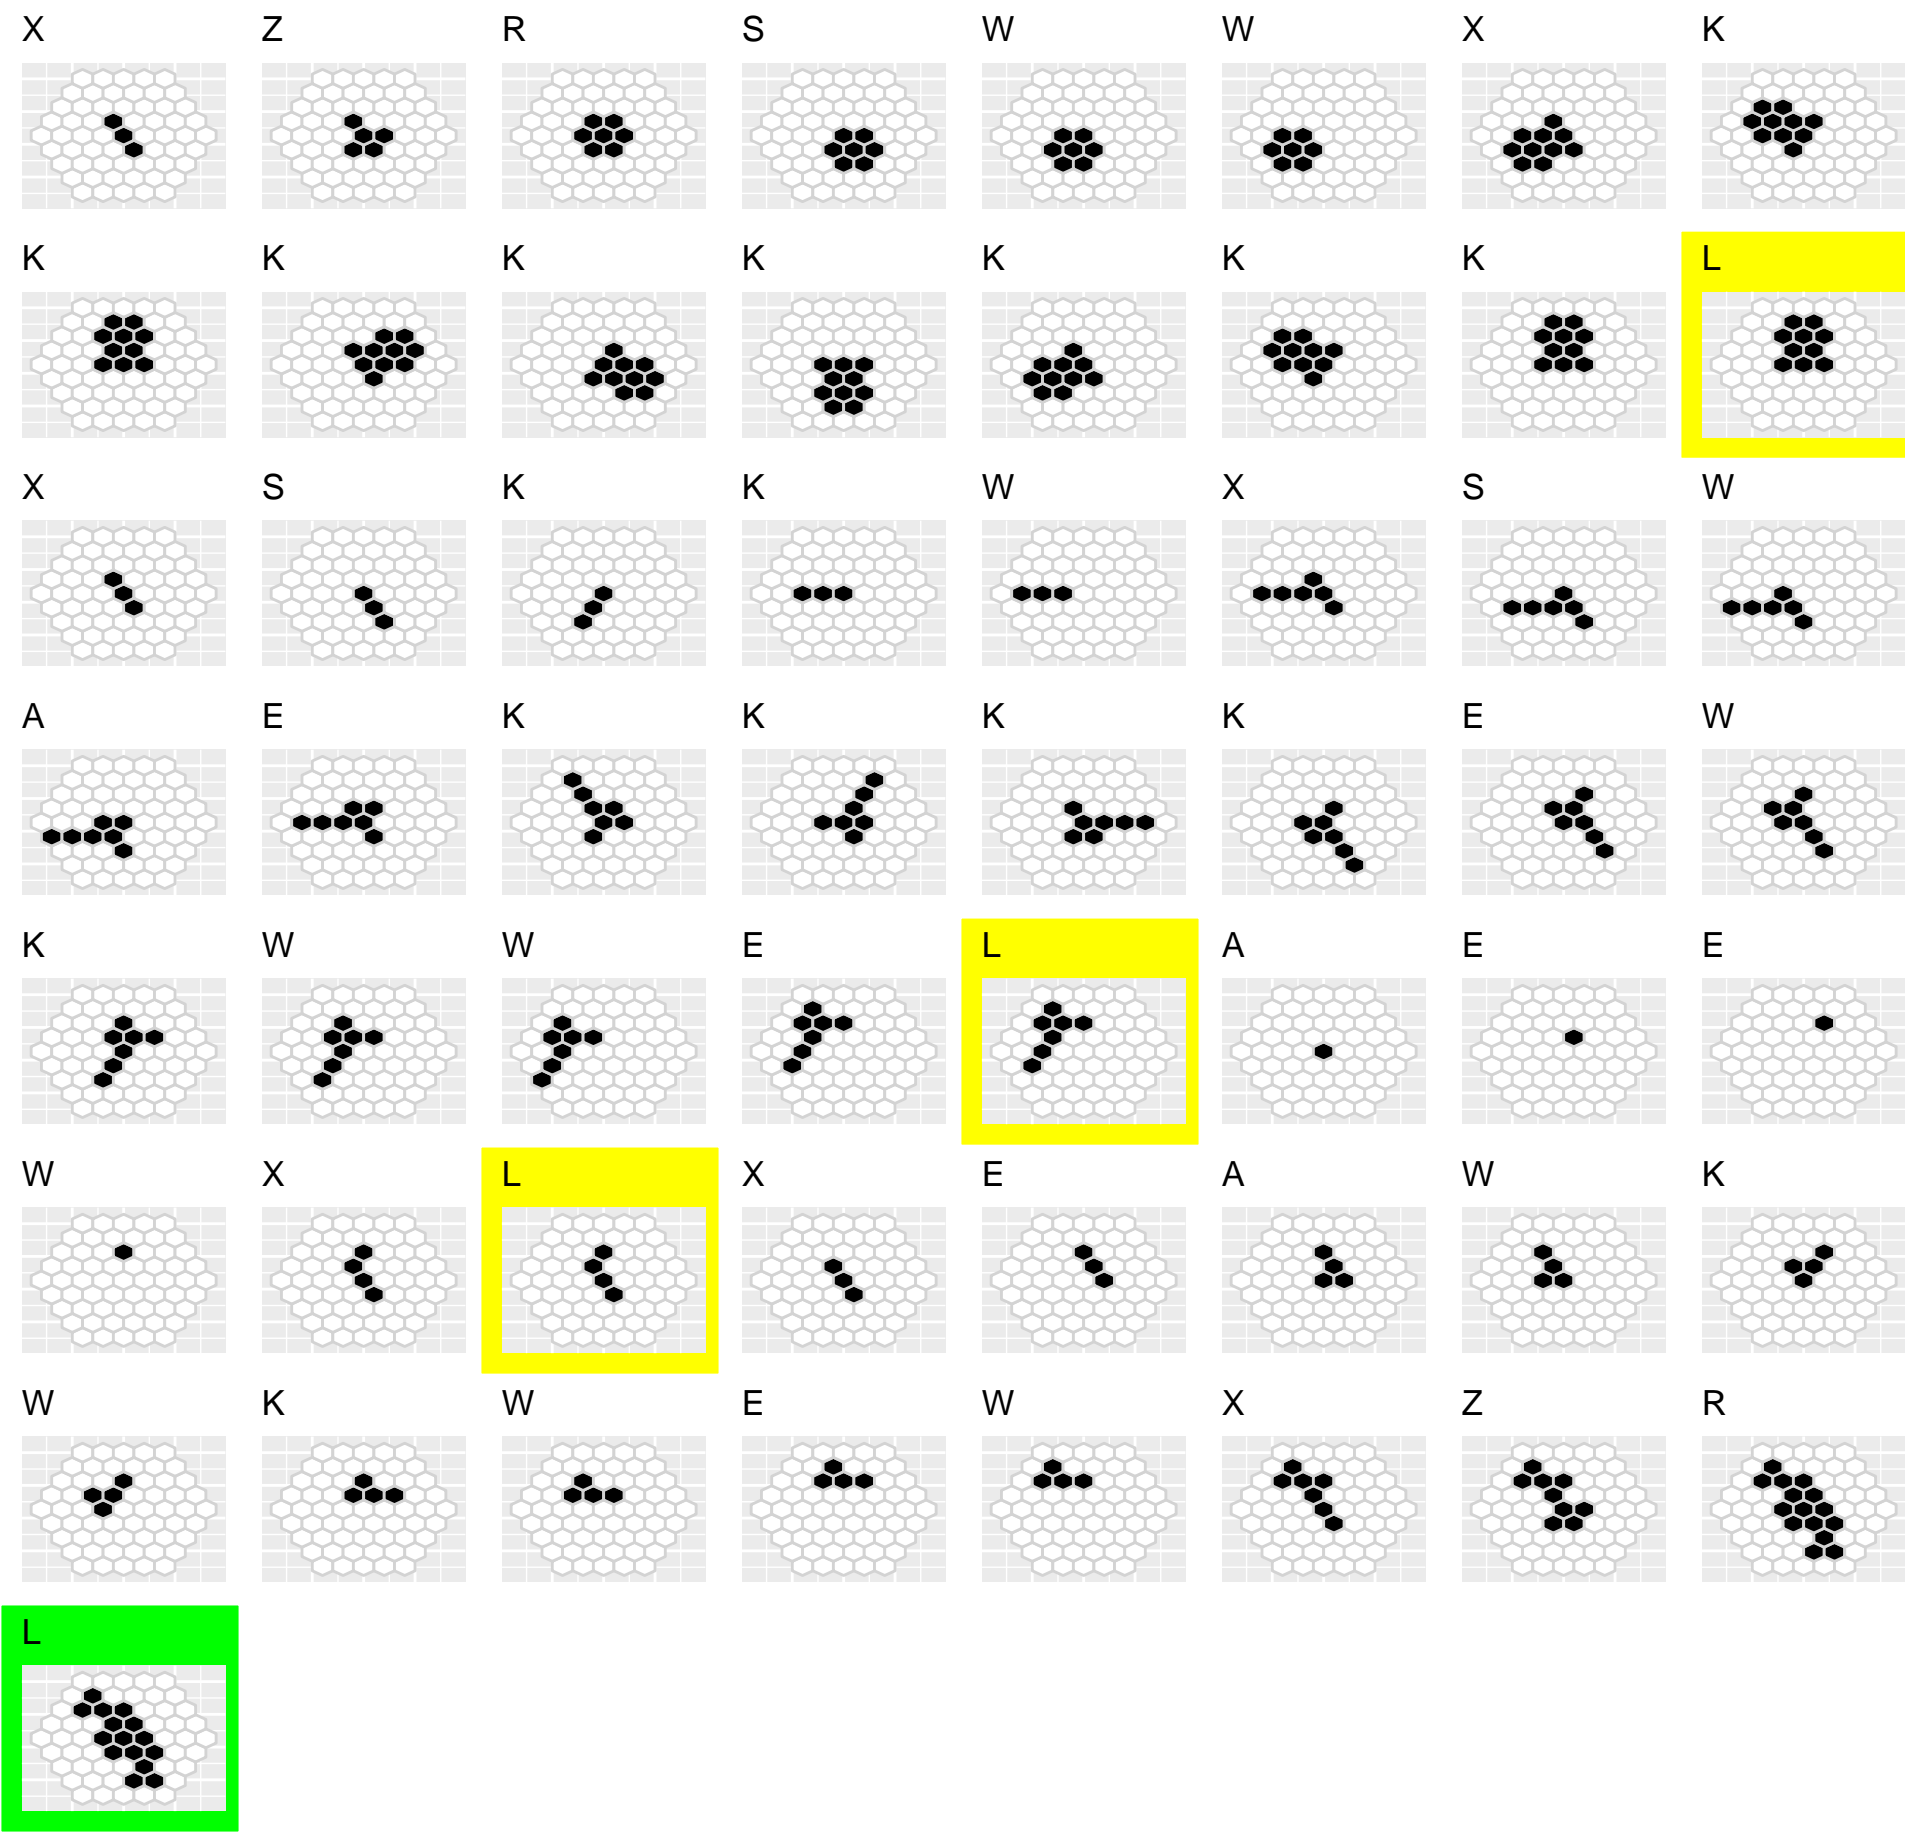 X Z R S W W X K
K K K K K K K L
X S K K W X S W
A E K K K K E W
K W W E L A E E
W X L X E A W K
W K W E W X Z R
L